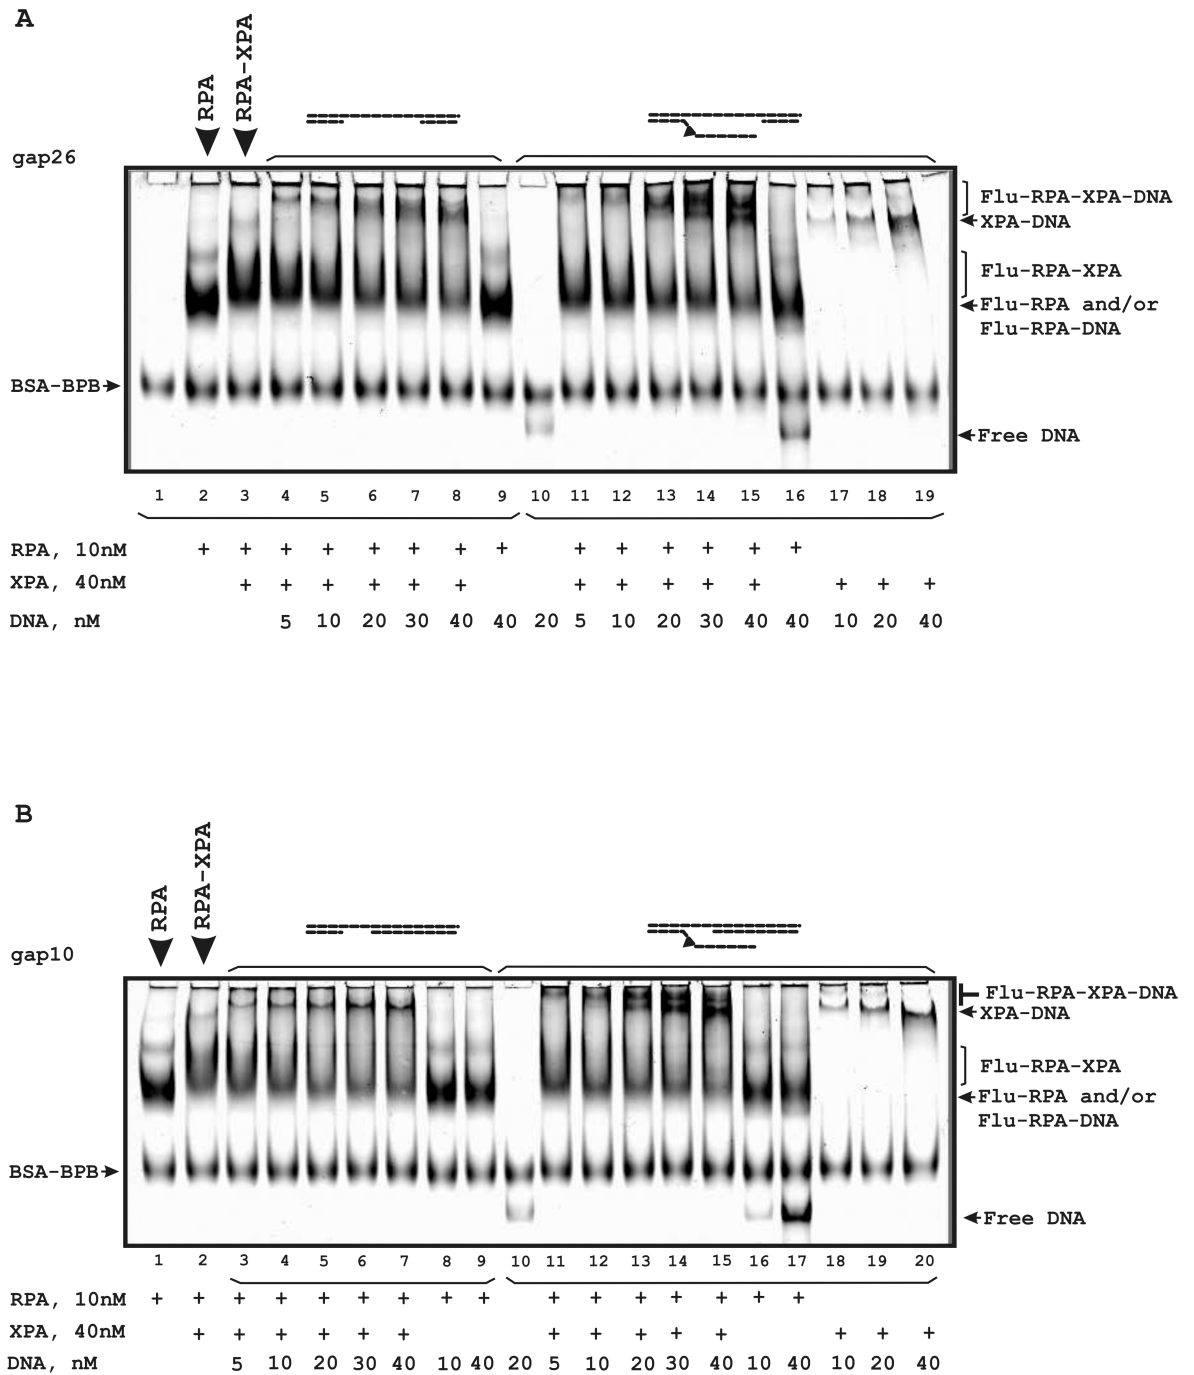 A
RPA
RPA-XPA
gap26
Flu-RPA-XPA-DNA
XPA-DNA
Flu-RPA-XPA
Flu-RPA and/or
Flu-RPA-DNA
BSA-BPB
Free DNA
1 2 3 4 5 6 7 8 9 10 11 12 13 14 15 16 17 18 19
RPA, 10nM + + + + + + + + + + + + + +
XPA, 40nM + + + + + + + + + + + + + +
DNA, nM 5 10 20 30 40 40 20 5 10 20 30 40 40 10 20 40
B
RPA
RPA-XPA
gap10
Flu-RPA-XPA-DNA
XPA-DNA
Flu-RPA-XPA
Flu-RPA and/or
Flu-RPA-DNA
BSA-BPB
Free DNA
1 2 3 4 5 6 7 8 9 10 11 12 13 14 15 16 17 18 19 20
RPA, 10nM + + + + + + + + + + + + + + + +
XPA, 40nM + + + + + + + + + + + + + +
DNA, nM 5 10 20 30 40 10 40 20 5 10 20 30 40 10 40 10 20 40